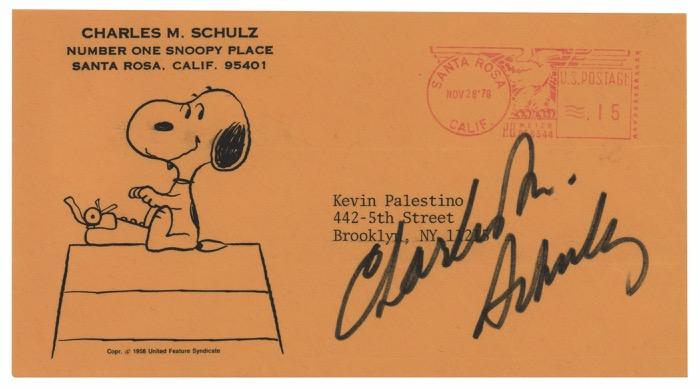 CHARLES M. SCHULZ
NUMBER ONE SNOOPY PLACE
SANTA ROSA, CALIF. 95401
SANTA ROSA
NOV 28 '78
CALIF.
U.S. POSTAGE
.15
METER
Kevin Palestino
442-5th Street
Brooklyn, NY
Charles M.
Schulz
Copr. © 1958 United Feature Syndicate